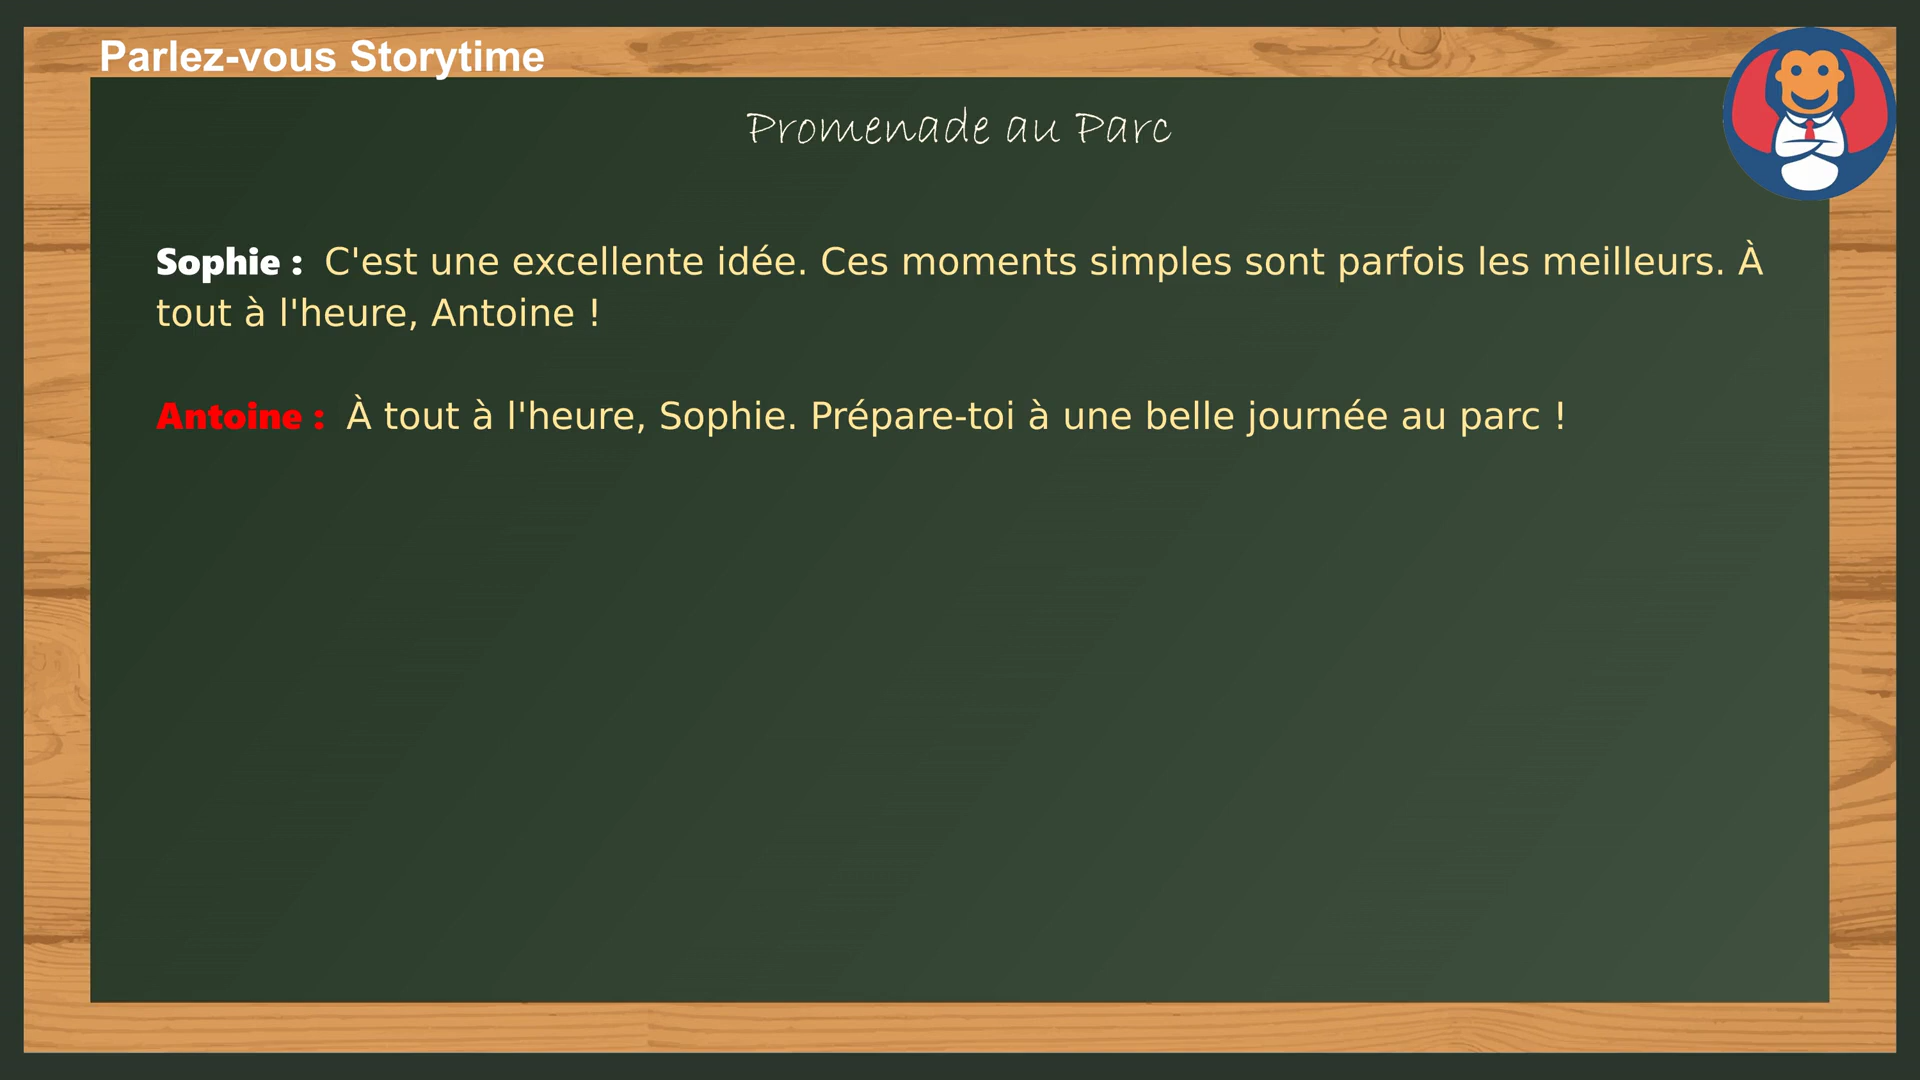 Parlez-vous Storytime
Promenade au Parc
Sophie : C'est une excellente idée. Ces moments simples sont parfois les meilleurs. À
tout à l'heure, Antoine !
Antoine : À tout à l'heure, Sophie. Prépare-toi à une belle journée au parc !